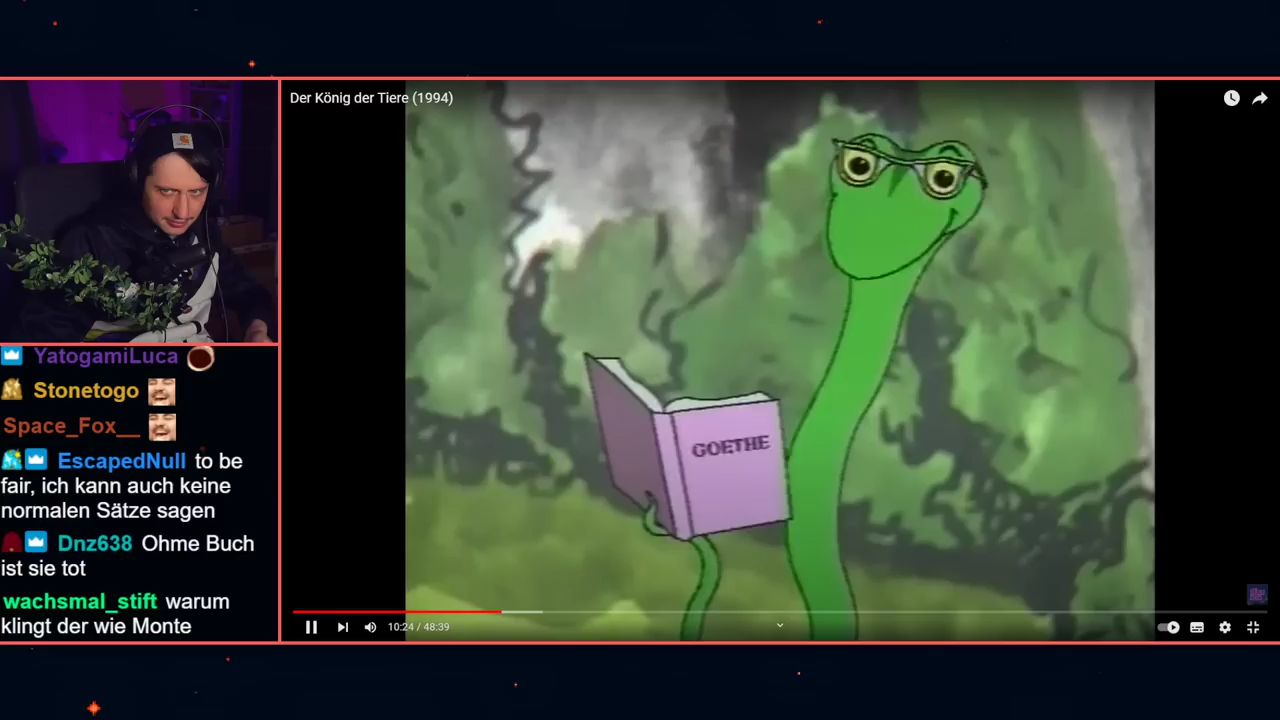 Der König der Tiere (1994)
GOETHE
YatogamiLuca
Stonetogo
Space_Fox__
EscapedNull to be
fair, ich kann auch keine
normalen Sätze sagen
Dnz638 Ohme Buch
ist sie tot
wachsmal_stift warum
klingt der wie Monte
10:24 / 48:39